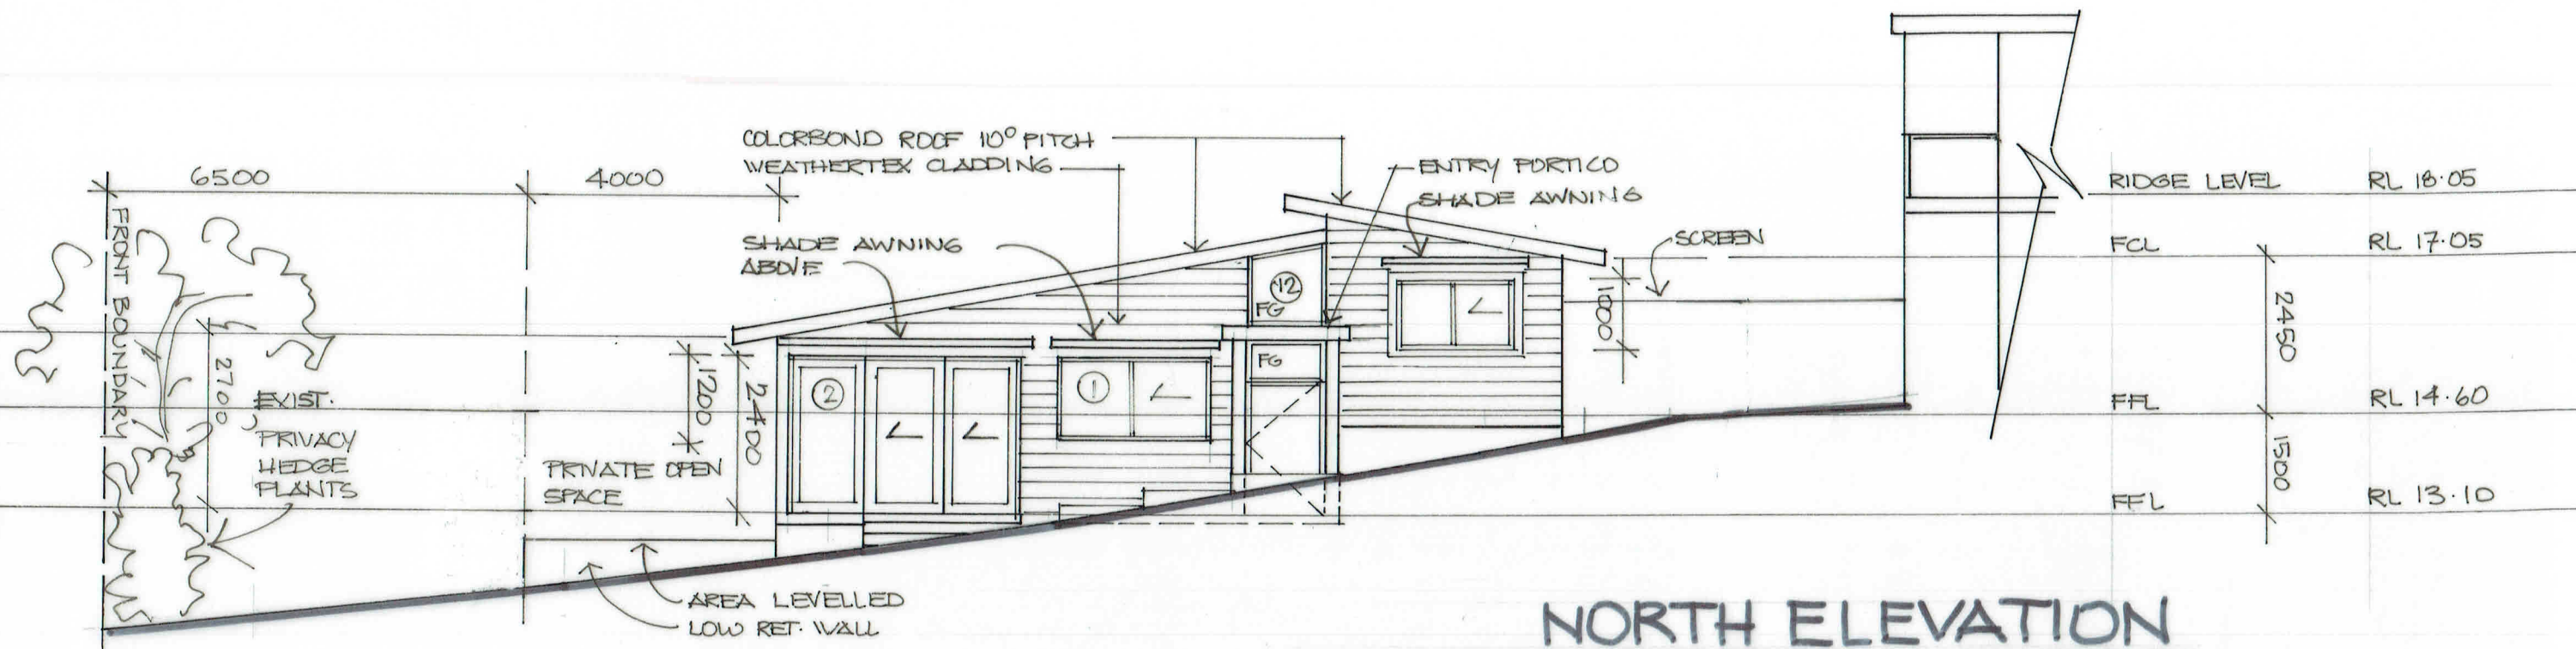 COLORBOND ROOF 10° PITCH
WEATHERTEX CLADDING
ENTRY PORTICO
SHADE AWNING
6500
4000
RIDGE LEVEL RL 18·05
FRONT BOUNDARY
SHADE AWNING
ABOVE
SCREEN
FCL RL 17·05
12
FG
1000
2450
2700
1200
2400
2
1
FG
EXIST.
PRIVACY
HEDGE
PLANTS
FFL RL 14·60
PRIVATE OPEN
SPACE
1500
FFL RL 13·10
AREA LEVELLED
LOW RET. WALL
NORTH ELEVATION